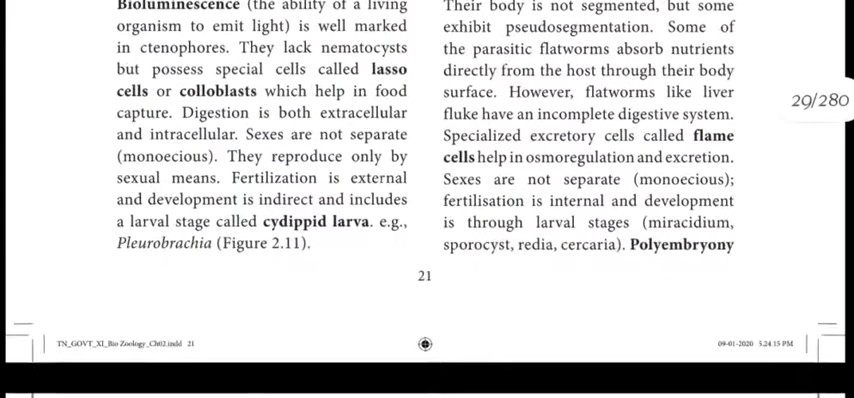 Bioluminescence (the ability of a living
organism to emit light) is well marked
in ctenophores. They lack nematocysts
but possess special cells called lasso
cells or colloblasts which help in food
capture. Digestion is both extracellular
and intracellular. Sexes are not separate
(monoecious). They reproduce only by
sexual means. Fertilization is external
and development is indirect and includes
a larval stage called cydippid larva. e.g.,
Pleurobrachia (Figure 2.11).
Their body is not segmented, but some
exhibit pseudosegmentation. Some of
the parasitic flatworms absorb nutrients
directly from the host through their body
surface. However, flatworms like liver
fluke have an incomplete digestive system.
Specialized excretory cells called flame
cells help in osmoregulation and excretion.
Sexes are not separate (monoecious);
fertilisation is internal and development
is through larval stages (miracidium,
sporocyst, redia, cercaria). Polyembryony
29/280
21
TN_GOVT_XI_Bio Zoology_Ch02.indd 21
09-01-2020 5.24.15 PM